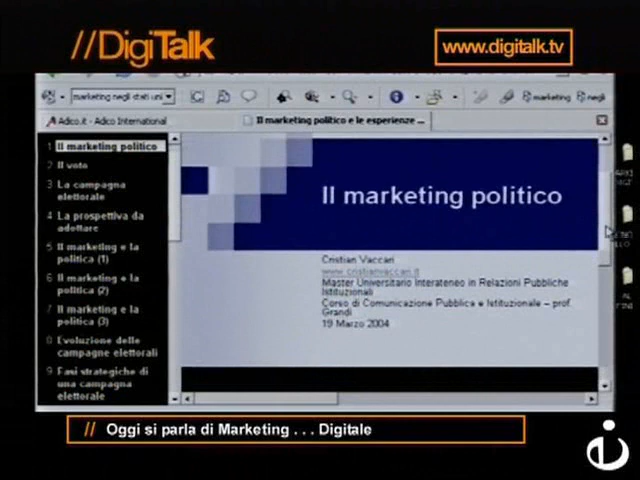 //DigiTalk
www.digitalk.tv
marketing negli stati uni
marketing
negli
Adico.it - Adico International
Il marketing politico e le esperienze ...
1 Il marketing politico
2 Il voto
3 La campagna
elettorale
4 La prospettiva da
adottare
5 Il marketing e la
politica (1)
6 Il marketing e la
politica (2)
7 Il marketing e la
politica (3)
8 Evoluzione delle
campagne elettorali
9 Fasi strategiche di
una campagna
elettorale
Il marketing politico
Cristian Vaccari
www.cristianvaccari.it
Master Universitario Interateneo in Relazioni Pubbliche
Istituzionali
Corso di Comunicazione Pubblica e Istituzionale – prof.
Grandi
19 Marzo 2004
// Oggi si parla di Marketing . . . Digitale